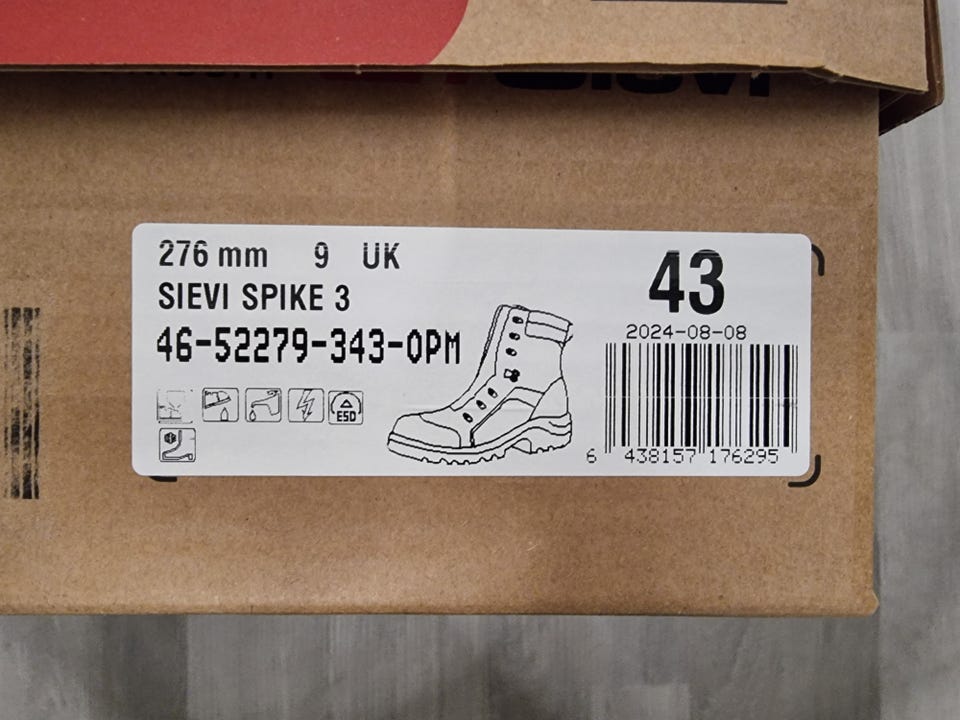 SIEVI
276 mm 9 UK
SIEVI SPIKE 3
46-52279-343-0PM
ESD
43
2024-08-08
6 438157 176295